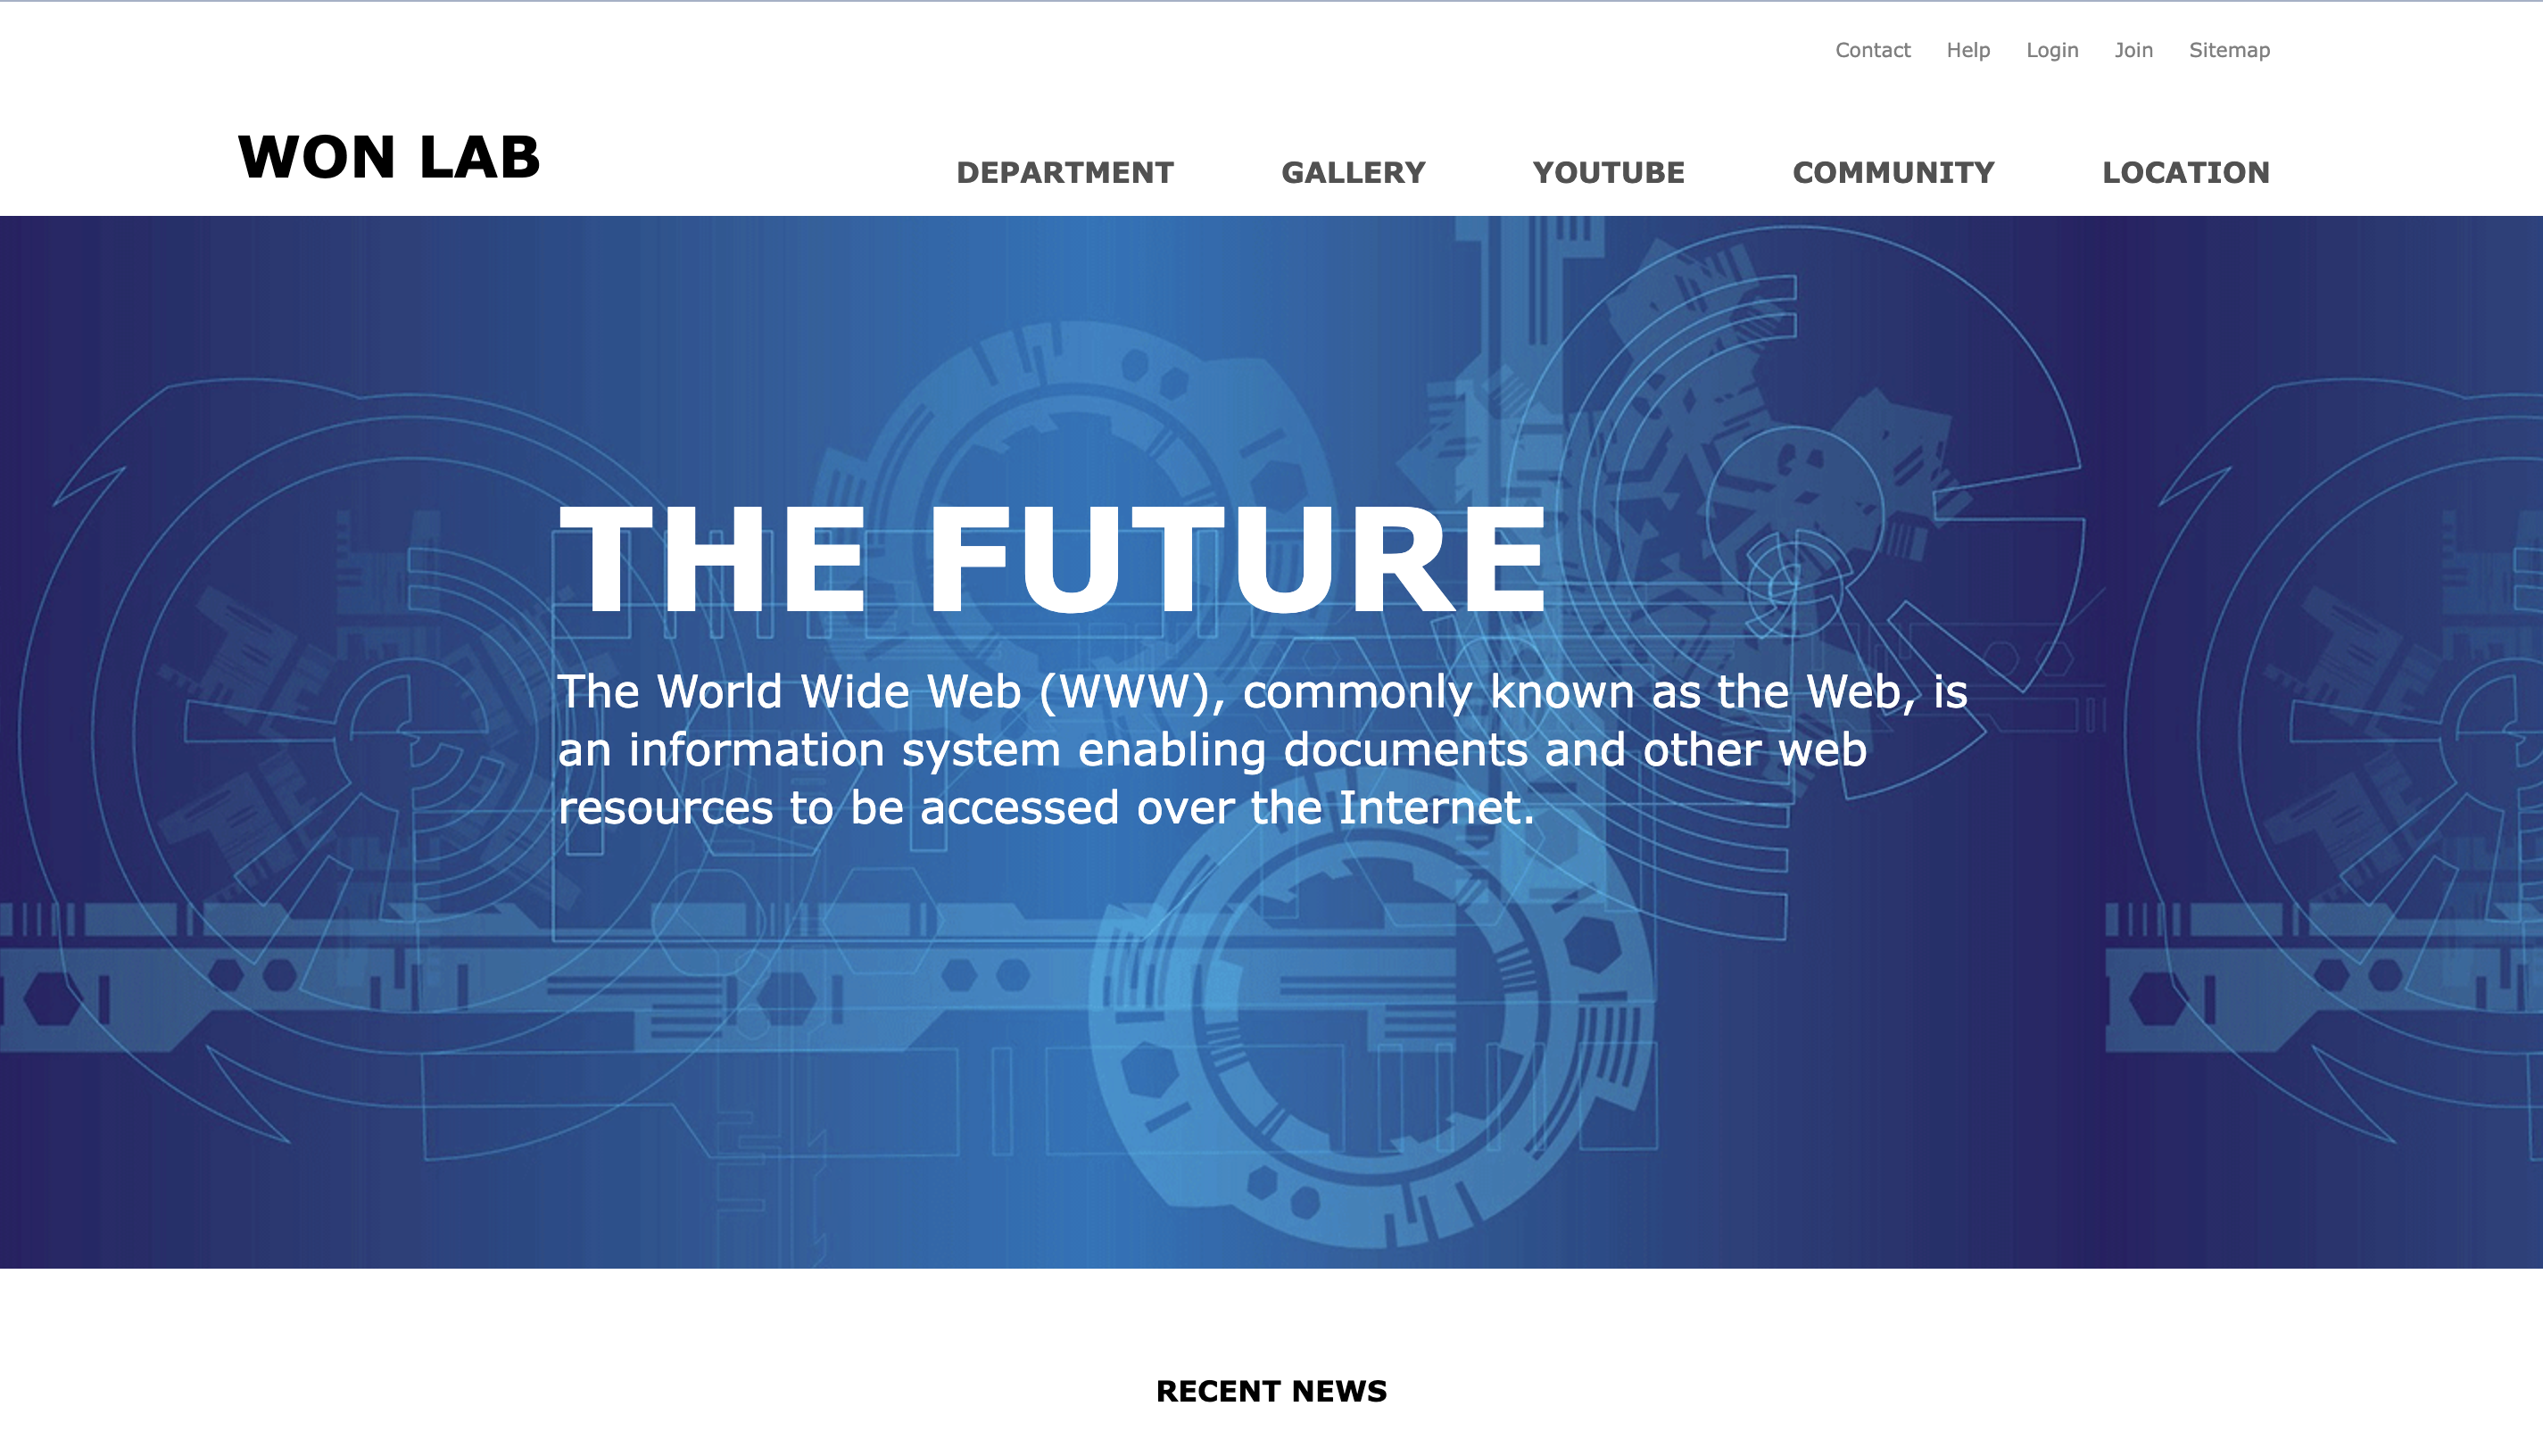 Contact Help Login Join Sitemap
WON LAB
DEPARTMENT GALLERY YOUTUBE COMMUNITY LOCATION
THE FUTURE
The World Wide Web (WWW), commonly known as the Web, is
an information system enabling documents and other web
resources to be accessed over the Internet.
RECENT NEWS